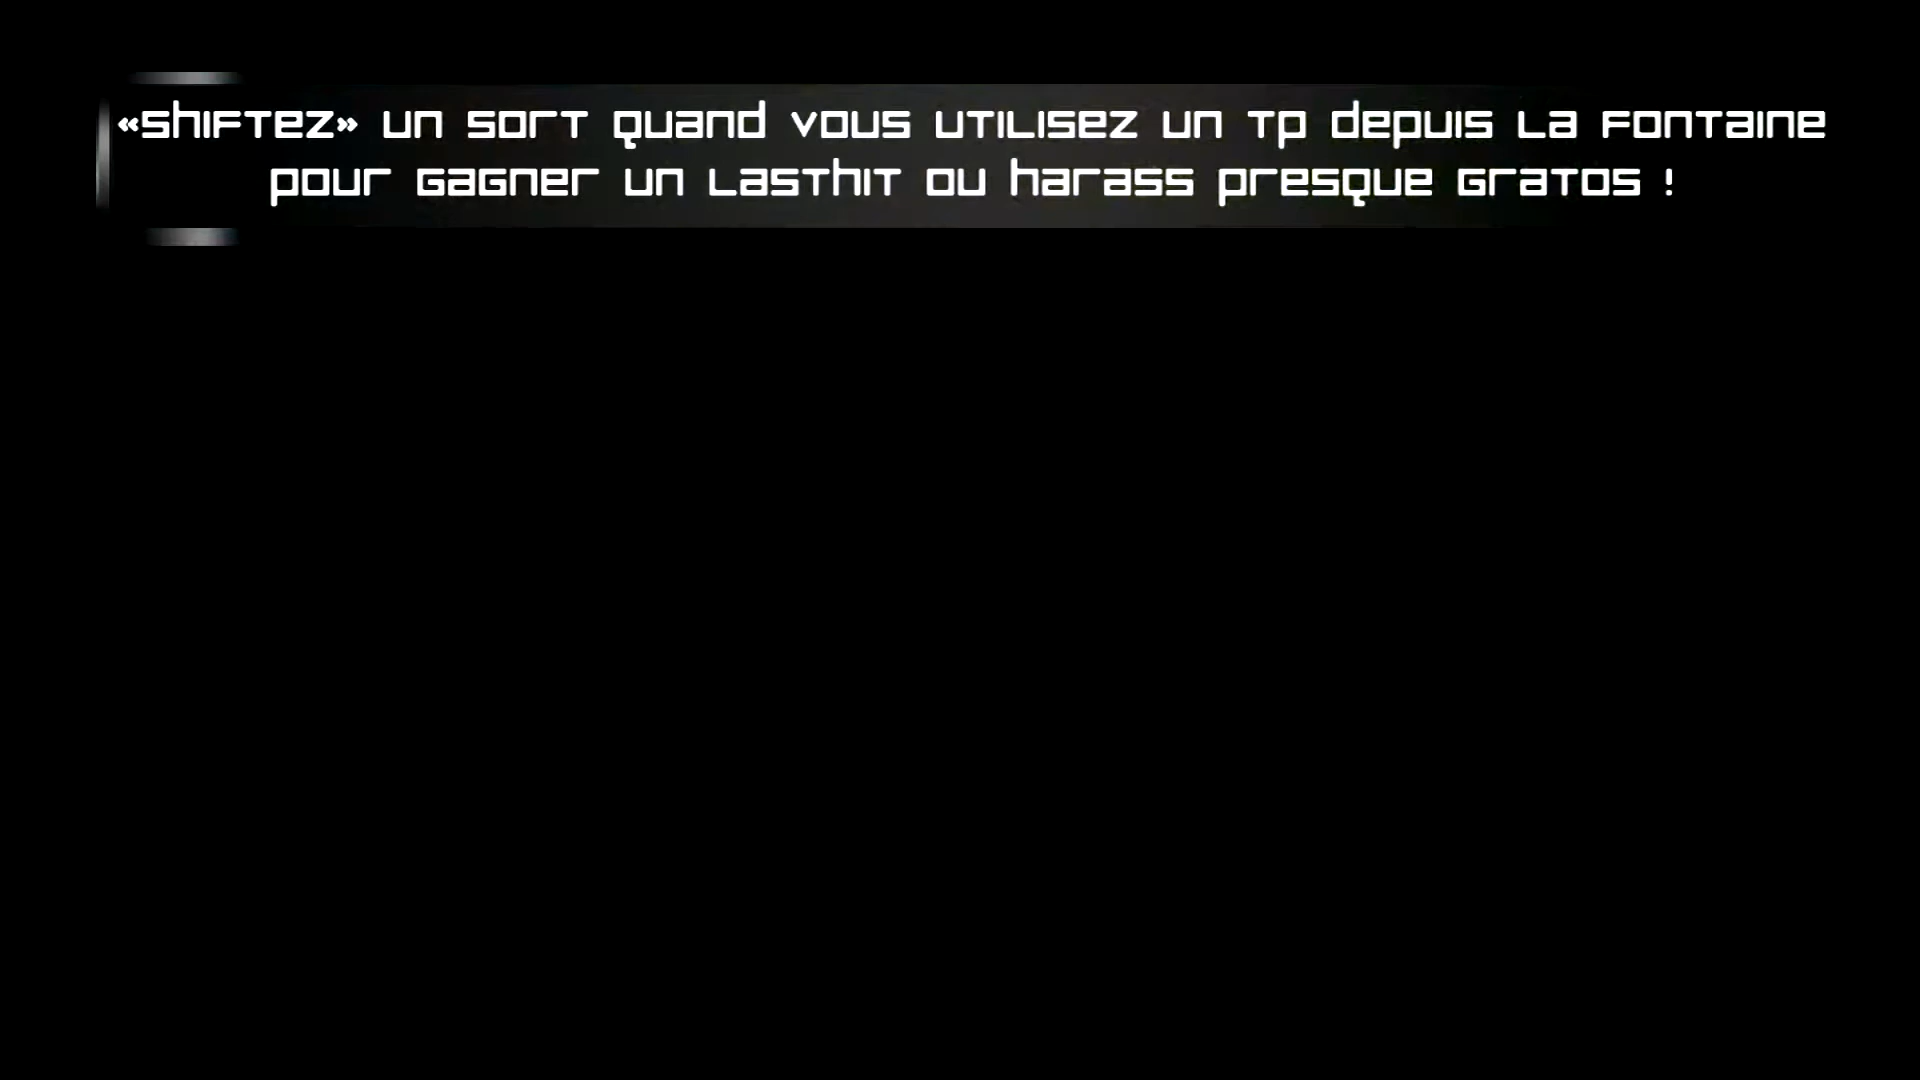 «Shiftez» un sort quand vous utilisez un TP depuis la fontaine
pour gagner un lasthit ou harass presque gratos !